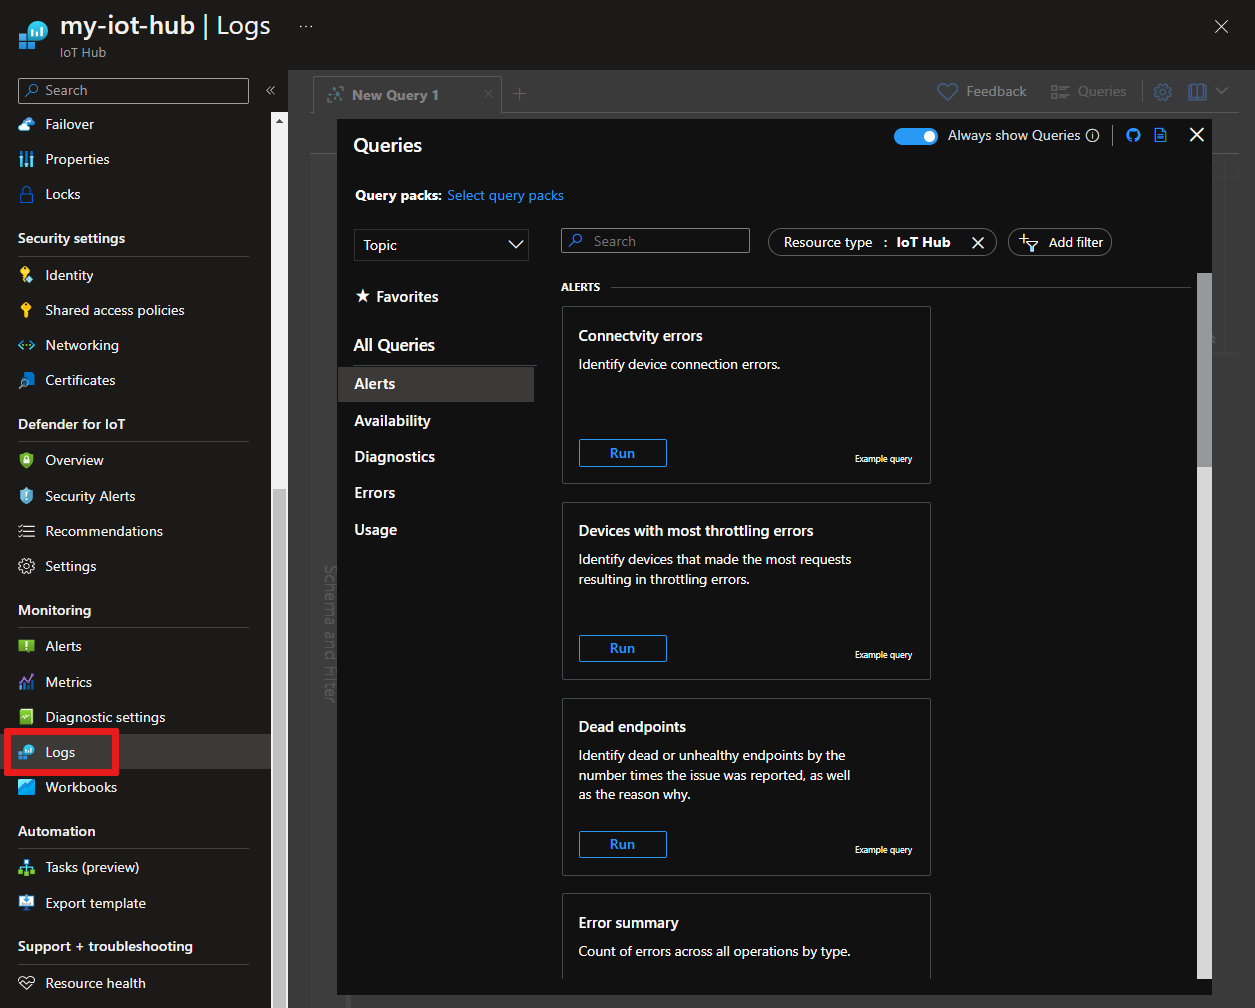 my-iot-hub | Logs
IoT Hub
Search
Failover
Properties
Locks
Security settings
Identity
Shared access policies
Networking
Certificates
Defender for IoT
Overview
Security Alerts
Recommendations
Settings
Monitoring
Alerts
Metrics
Diagnostic settings
Logs
Workbooks
Automation
Tasks (preview)
Export template
Support + troubleshooting
Resource health
New Query 1
Feedback
Queries
Schema and Filter
Queries
Always show Queries
Query packs: Select query packs
Topic
Search
Resource type : IoT Hub
Add filter
Favorites
All Queries
Alerts
Availability
Diagnostics
Errors
Usage
ALERTS
Connectvity errors
Identify device connection errors.
Run
Example query
Devices with most throttling errors
Identify devices that made the most requests
resulting in throttling errors.
Run
Example query
Dead endpoints
Identify dead or unhealthy endpoints by the
number times the issue was reported, as well
as the reason why.
Run
Example query
Error summary
Count of errors across all operations by type.